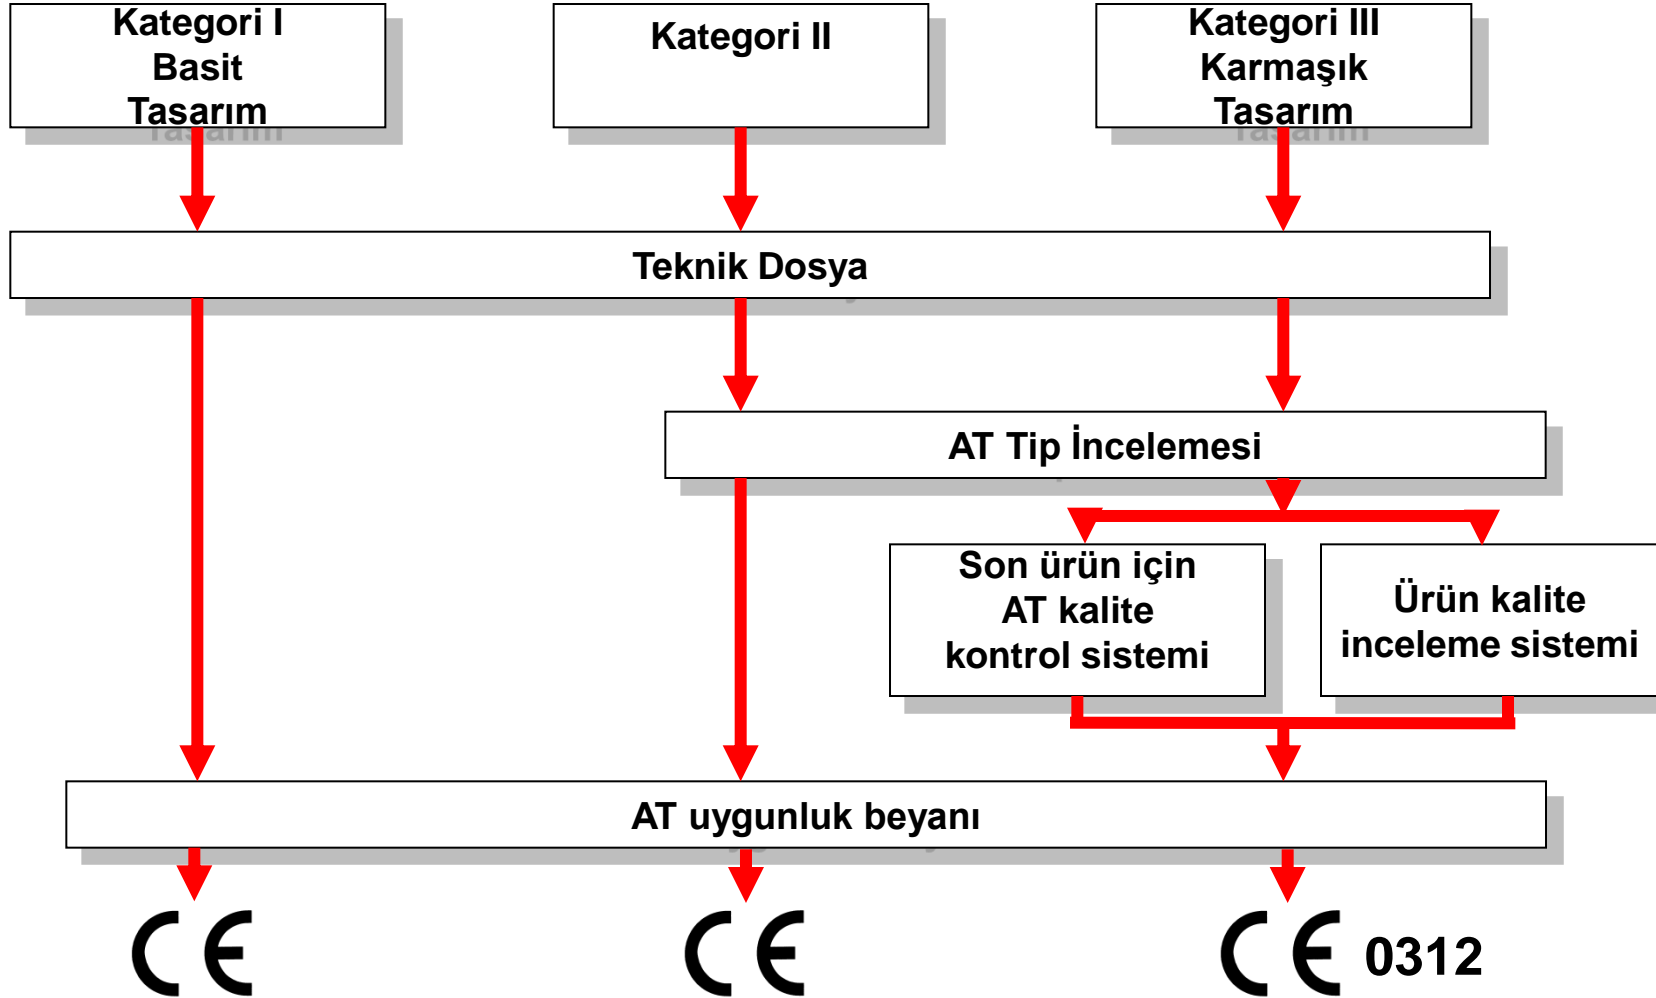 Kategori I
Basit
Tasarım
Kategori II
Kategori III
Karmaşık
Tasarım
Teknik Dosya
AT Tip İncelemesi
Son ürün için
AT kalite
kontrol sistemi
Ürün kalite
inceleme sistemi
AT uygunluk beyanı
CE
CE
CE 0312